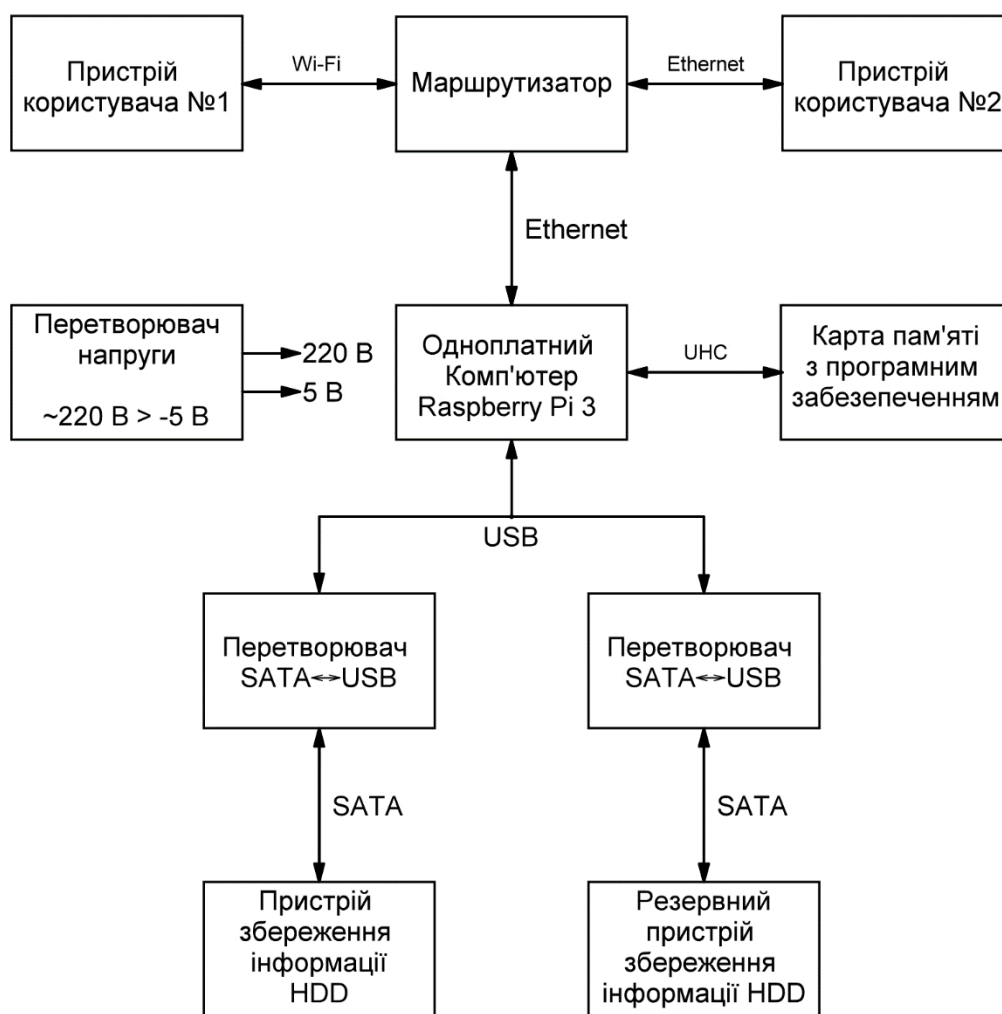 Пристрій
користувача №1
Wi-Fi
Маршрутизатор
Ethernet
Пристрій
користувача №2
Ethernet
Перетворювач
напруги
~220 В > -5 В
220 В
5 В
Одноплатний
Комп'ютер
Raspberry Pi 3
UHC
Карта пам'яті
з програмним
забезепеченням
USB
Перетворювач
SATA↔USB
Перетворювач
SATA↔USB
SATA
SATA
Пристрій
збереження
інформації
HDD
Резервний
пристрій
збереження
інформації HDD